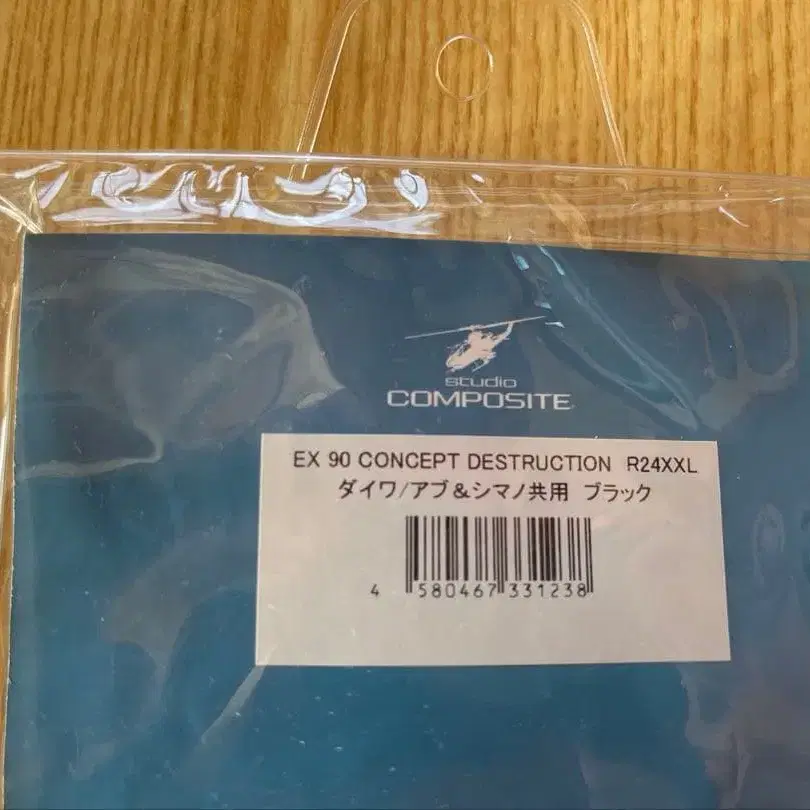 studio
COMPOSITE
EX 90 CONCEPT DESTRUCTION R24XXL
ダイワ/アブ&シマノ共用 ブラック
4 580467 331238